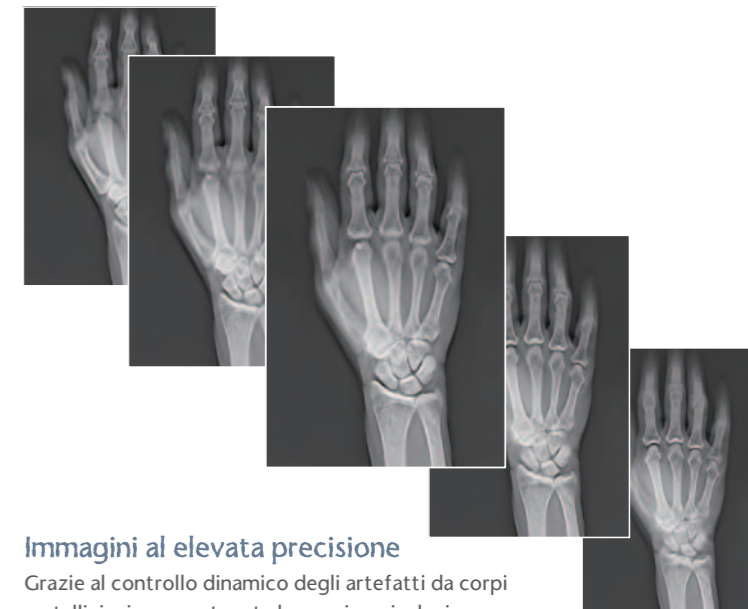 Immagini al elevata precisione
Grazie al controllo dinamico degli artefatti da corpi